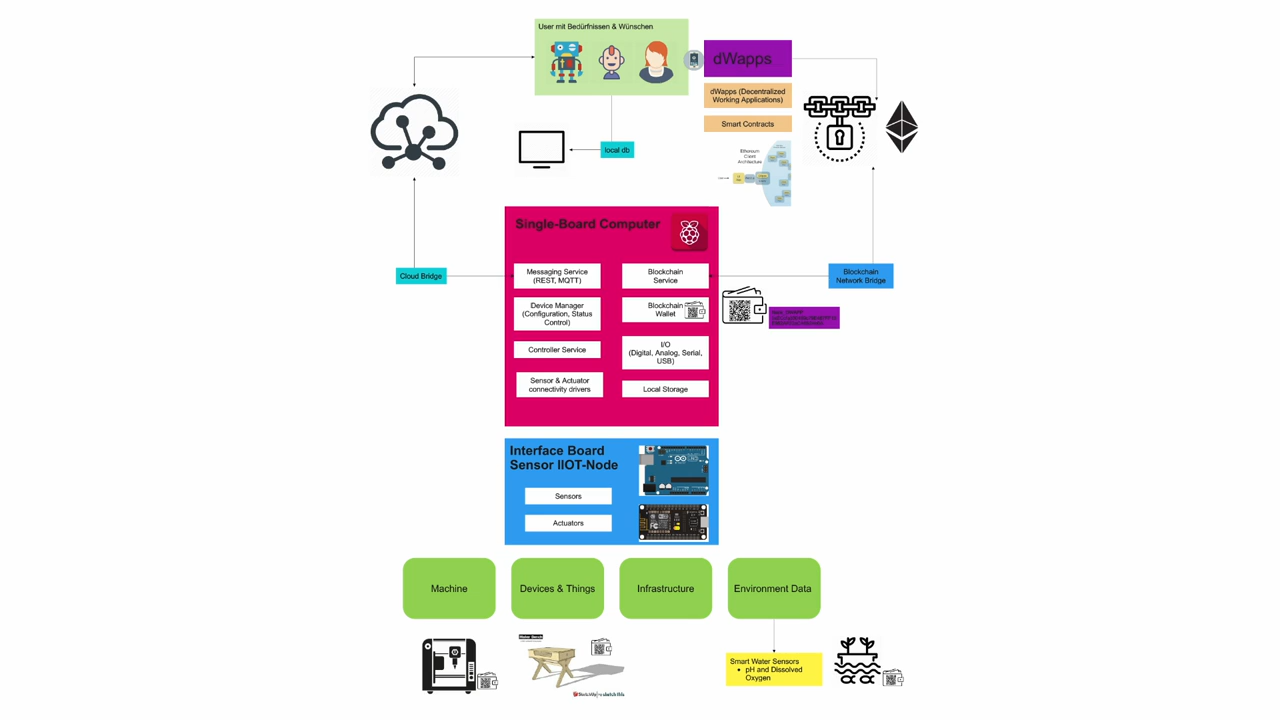 User mit Bedürfnissen & Wünschen
dWapps
dWapps (Decentralized
Working Applications)
Smart Contracts
local db
Ethereum
Client
Architecture
Single-Board Computer
Cloud Bridge
Messaging Service
(REST, MQTT)
Blockchain
Service
Blockchain
Network Bridge
Device Manager
(Configuration, Status
Control)
Blockchain
Wallet
Controller Service
I/O
(Digital, Analog, Serial,
USB)
Sensor & Actuator
connectivity drivers
Local Storage
Interface Board
Sensor IIOT-Node
Sensors
Actuators
Machine
Devices & Things
Infrastructure
Environment Data
Smart Water Sensors
• pH and Dissolved
Oxygen